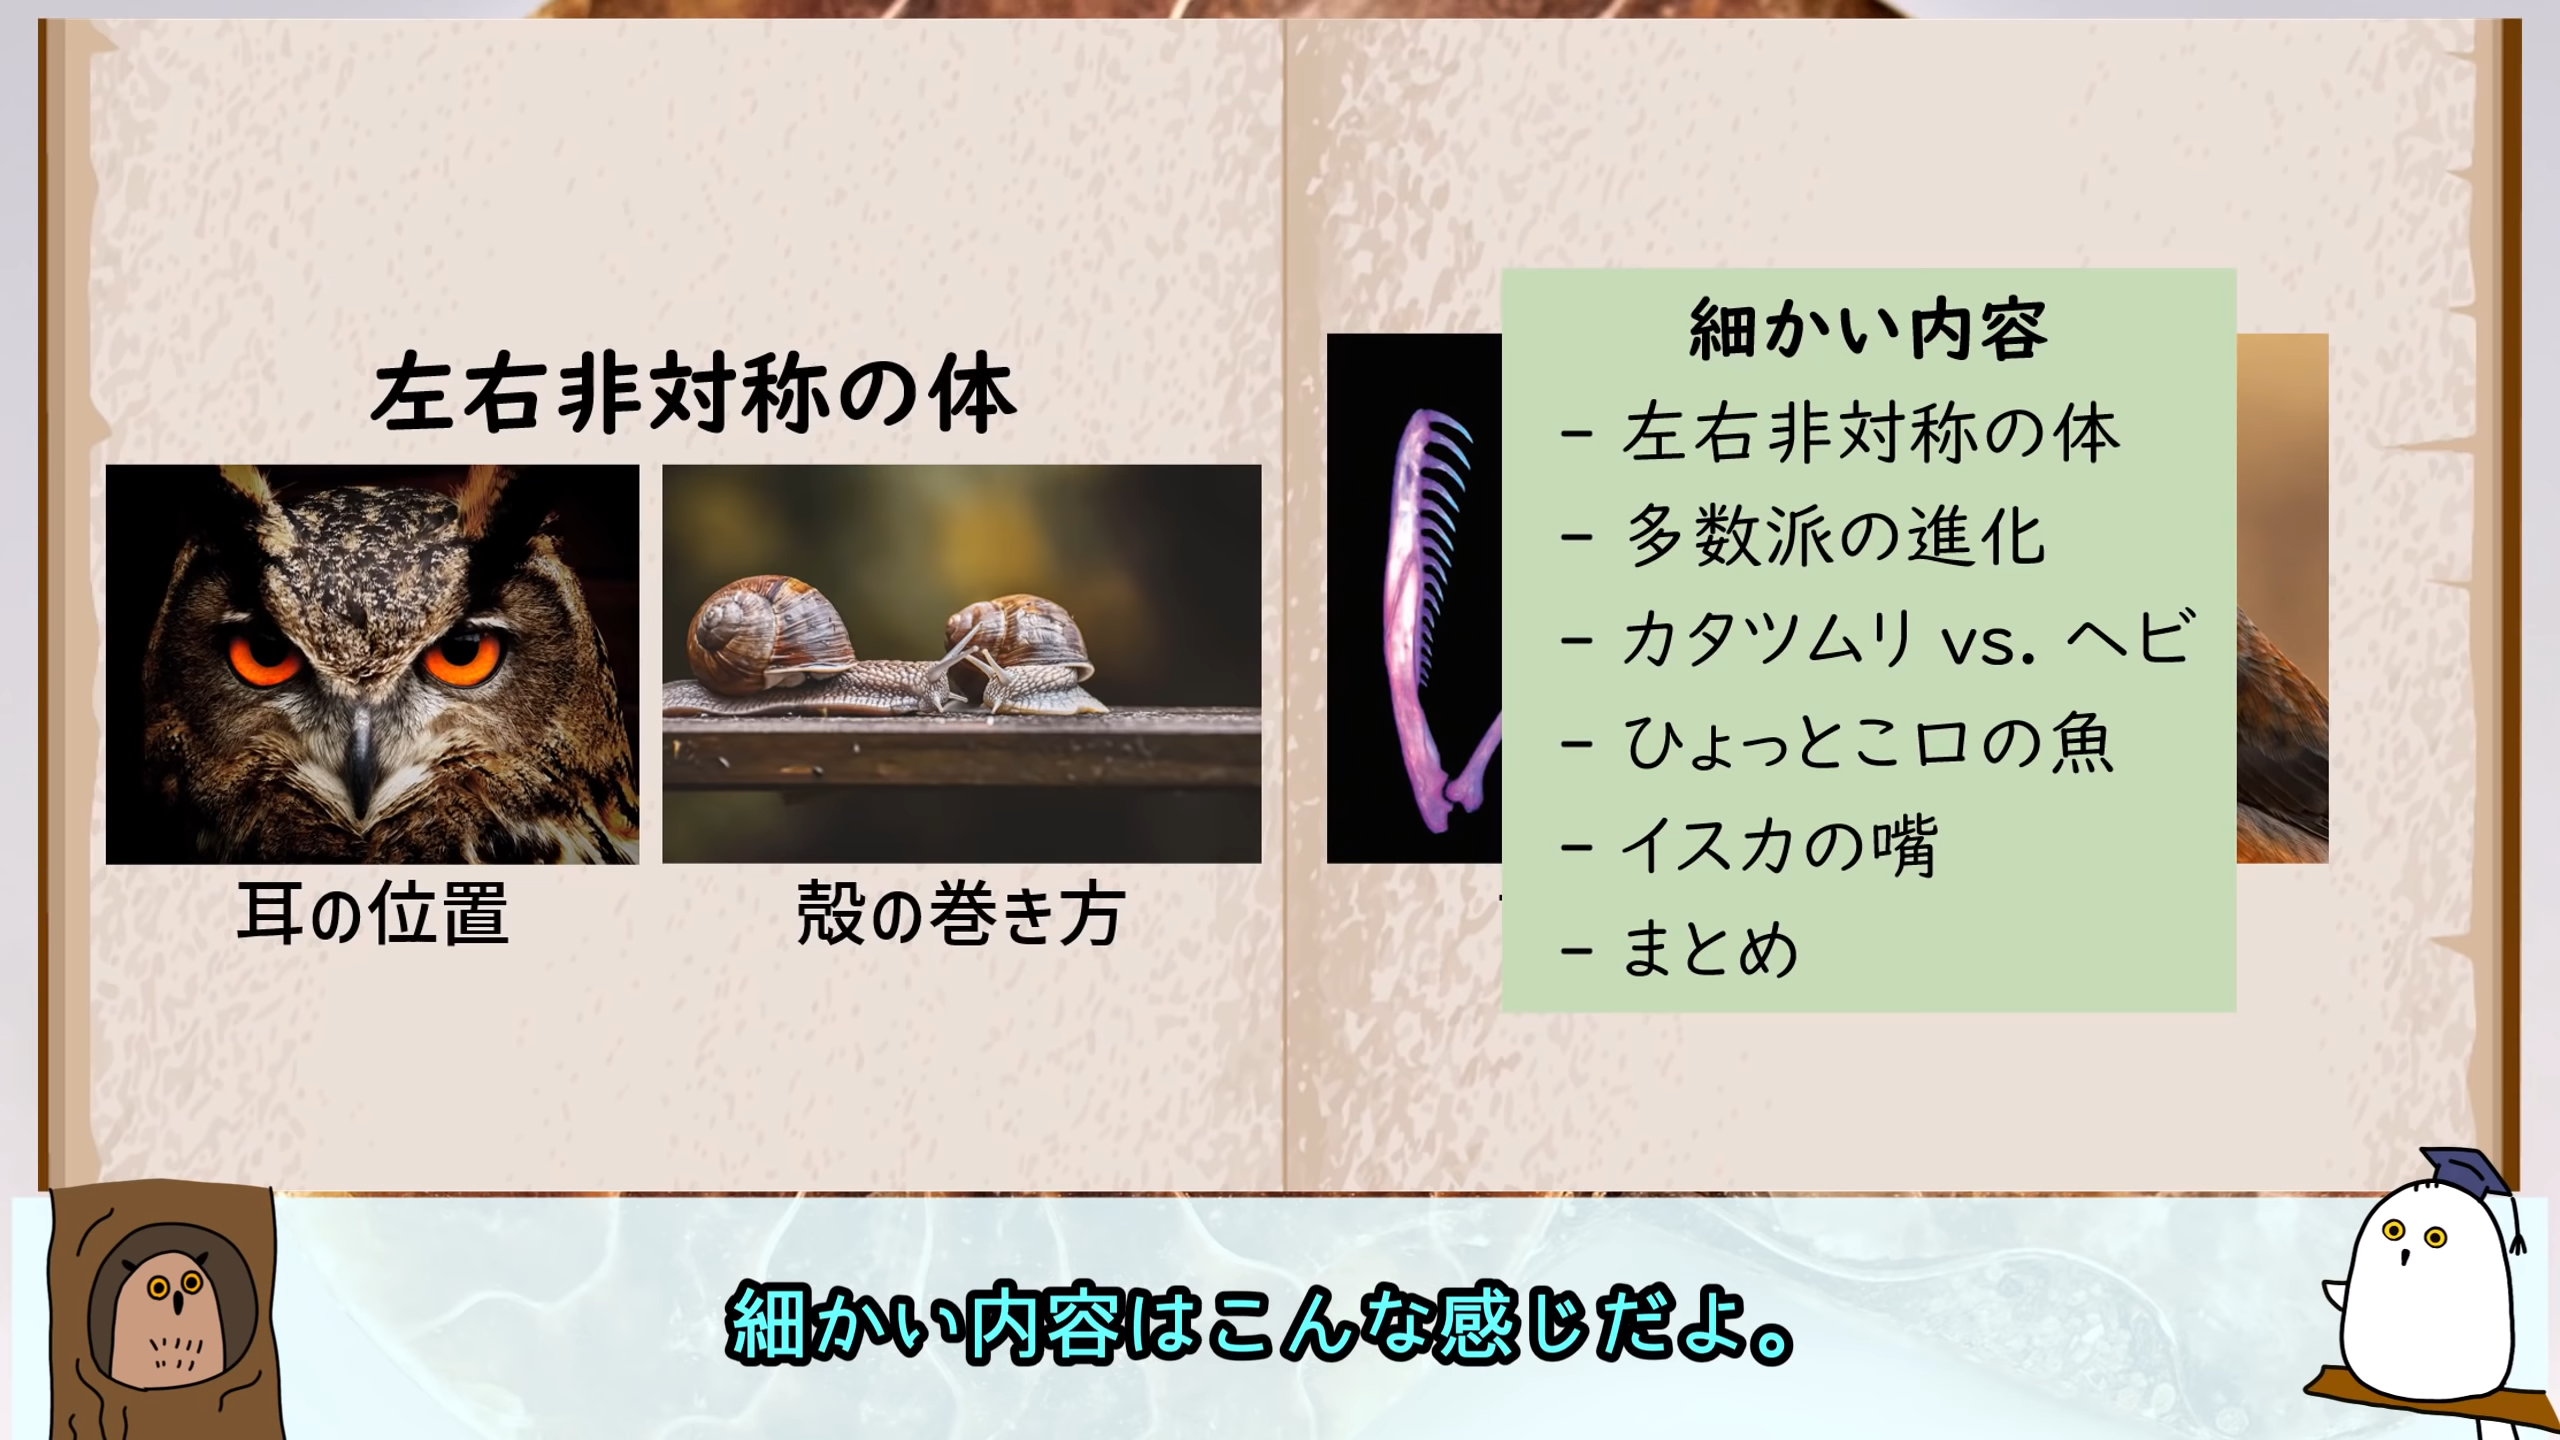 左右非対称の体
耳の位置
殻の巻き方
細かい内容
- 左右非対称の体
- 多数派の進化
- カタツムリ vs. ヘビ
- ひょっとこ口の魚
- イスカの嘴
- まとめ
細かい内容はこんな感じだよ。